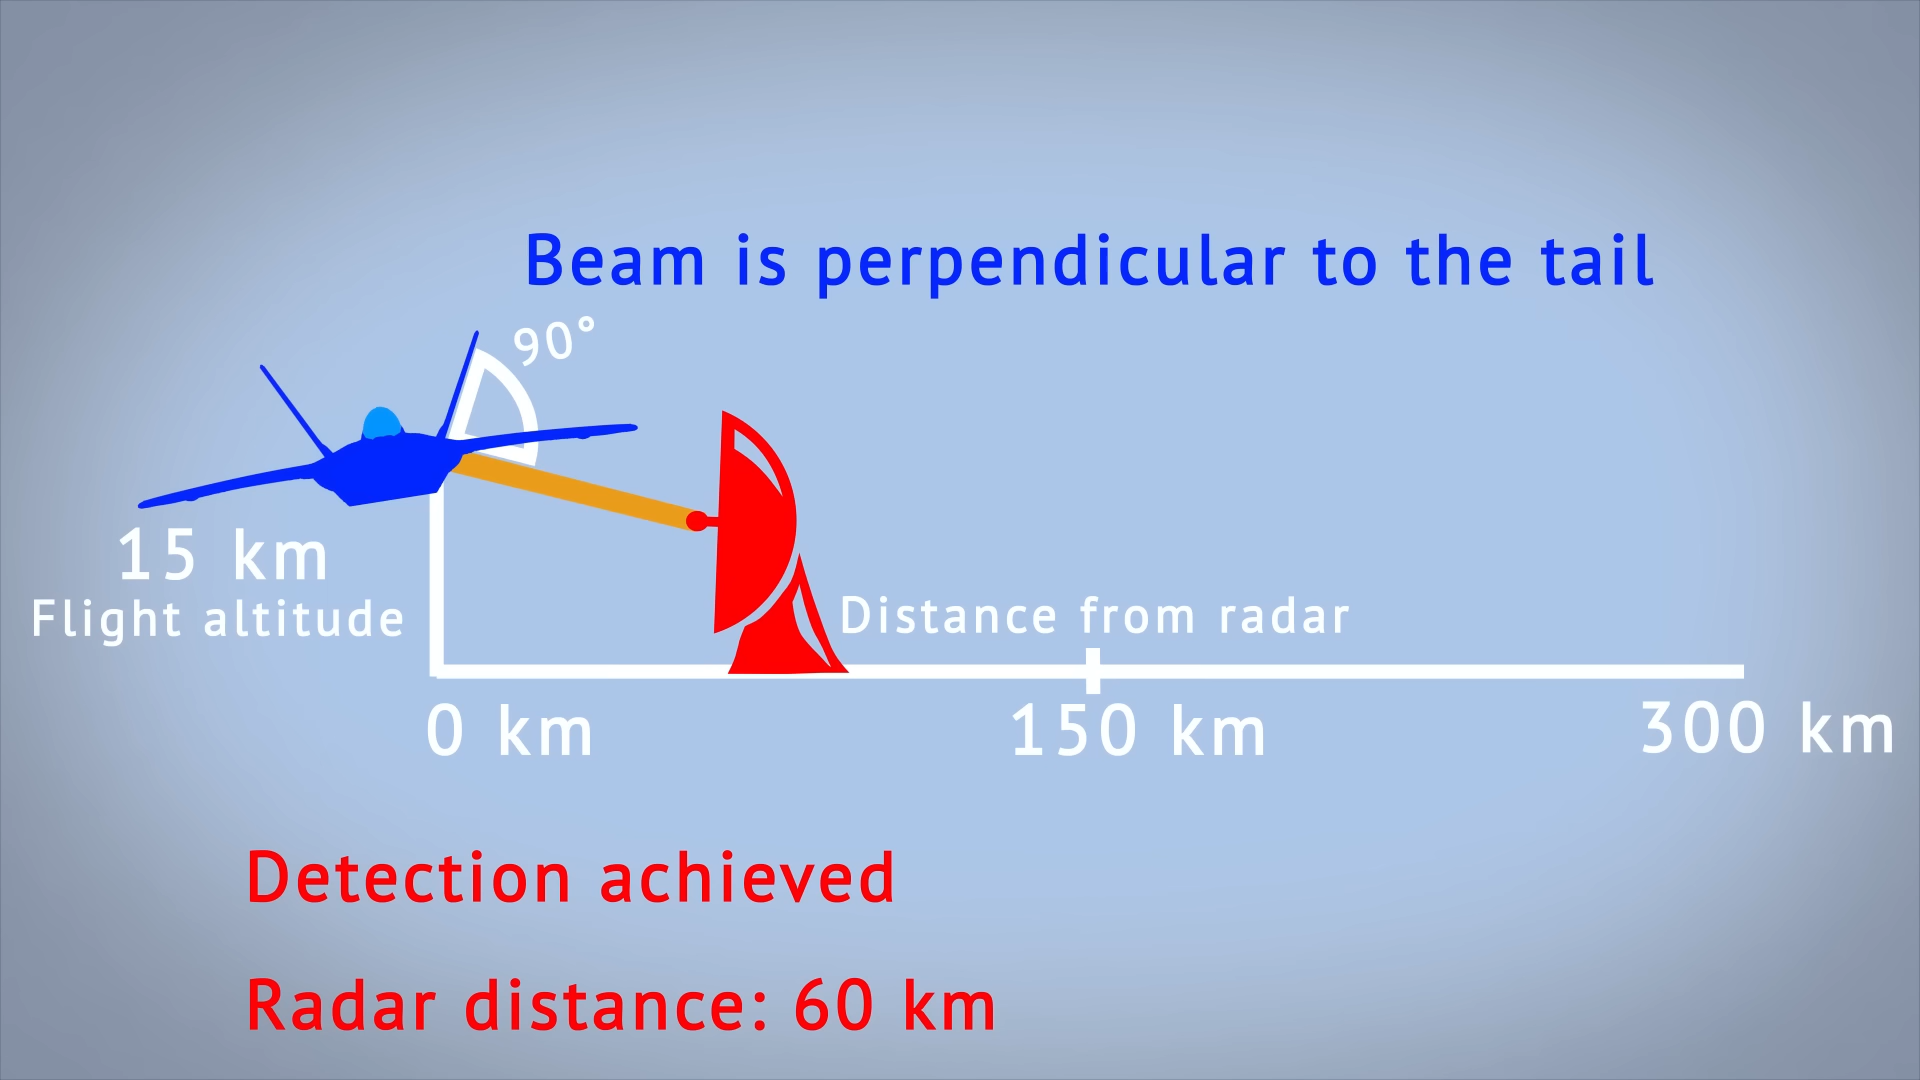 Beam is perpendicular to the tail
90°
15 km
Flight altitude
Distance from radar
0 km
150 km
300 km
Detection achieved
Radar distance: 60 km